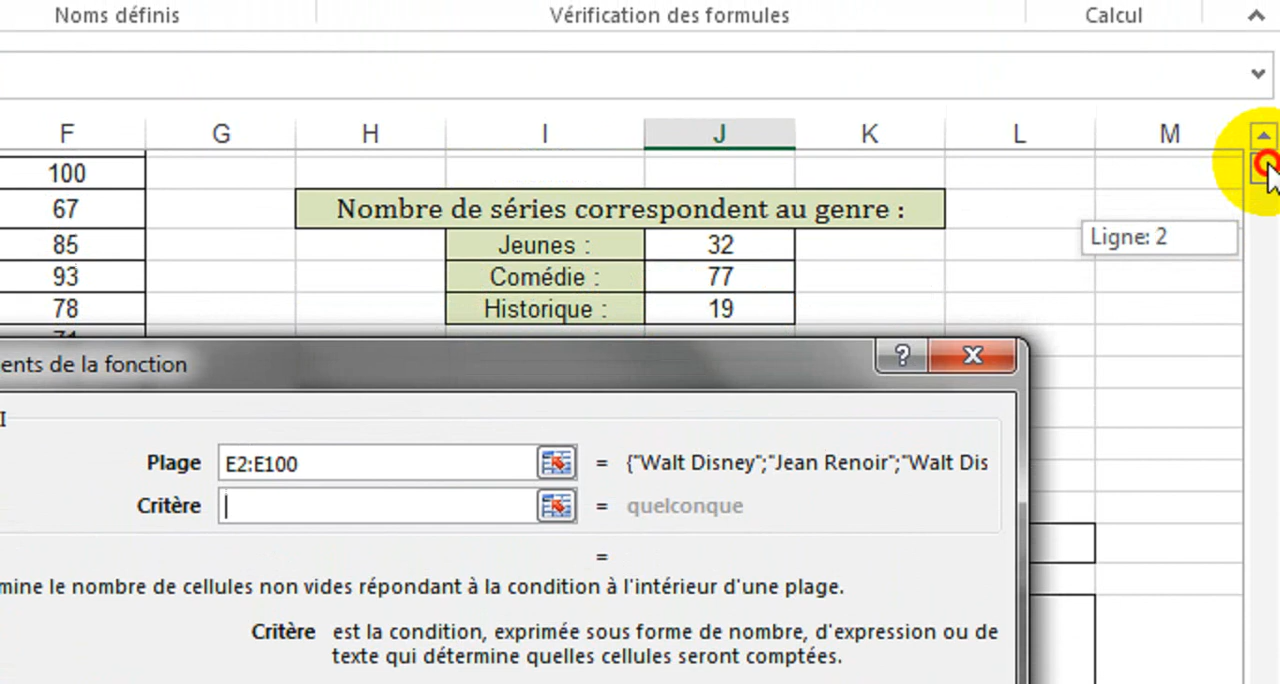 Noms définis Vérification des formules Calcul
F G H I J K L M
100
67 Nombre de séries correspondent au genre :
85 Jeunes : 32 Ligne: 2
93 Comédie : 77
78 Historique : 19
ents de la fonction ?
I
Plage E2:E100 = {"Walt Disney";"Jean Renoir";"Walt Dis
Critère = quelconque
=
mine le nombre de cellules non vides répondant à la condition à l'intérieur d'une plage.
Critère est la condition, exprimée sous forme de nombre, d'expression ou de
texte qui détermine quelles cellules seront comptées.